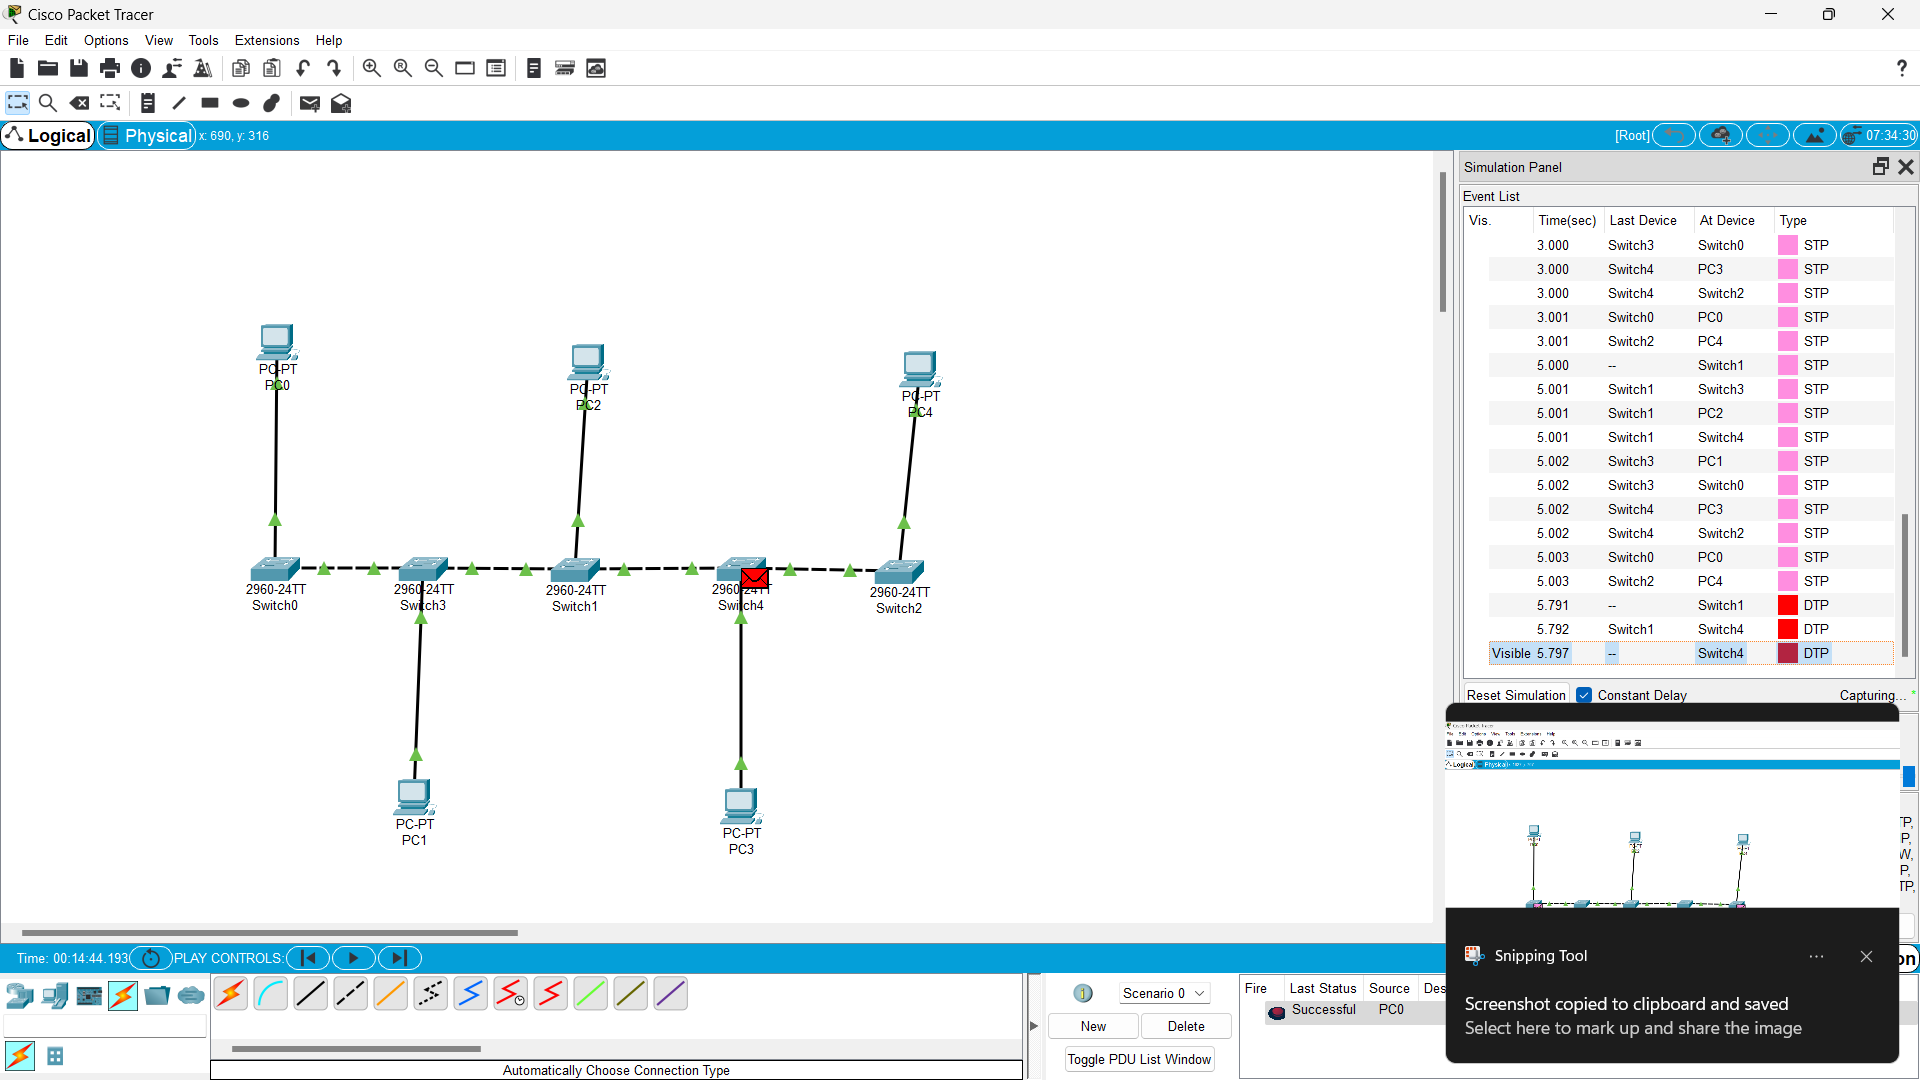 Cisco Packet Tracer
File Edit Options View Tools Extensions Help
?
Logical Physical x: 690, y: 316 [Root] 07:34:30
Simulation Panel
Event List
Vis. Time(sec) Last Device At Device Type
3.000 Switch3 Switch0 STP
3.000 Switch4 PC3 STP
3.000 Switch4 Switch2 STP
3.001 Switch0 PC0 STP
3.001 Switch2 PC4 STP
5.000 -- Switch1 STP
5.001 Switch1 Switch3 STP
5.001 Switch1 PC2 STP
5.001 Switch1 Switch4 STP
5.002 Switch3 PC1 STP
5.002 Switch3 Switch0 STP
5.002 Switch4 PC3 STP
5.002 Switch4 Switch2 STP
5.003 Switch0 PC0 STP
5.003 Switch2 PC4 STP
5.791 -- Switch1 DTP
5.792 Switch1 Switch4 DTP
Visible 5.797 -- Switch4 DTP
Reset Simulation Constant Delay Capturing...
PC-PT
PC0
PC-PT
PC2
PC-PT
PC4
2960-24TT
Switch0
2960-24TT
Switch3
2960-24TT
Switch1
2960-24TT
Switch4
2960-24TT
Switch2
PC-PT
PC1
PC-PT
PC3
Time: 00:14:44.193 PLAY CONTROLS:
Scenario 0
New Delete
Toggle PDU List Window
Fire Last Status Source Des
Successful PC0
Automatically Choose Connection Type
Snipping Tool
Screenshot copied to clipboard and saved
Select here to mark up and share the image